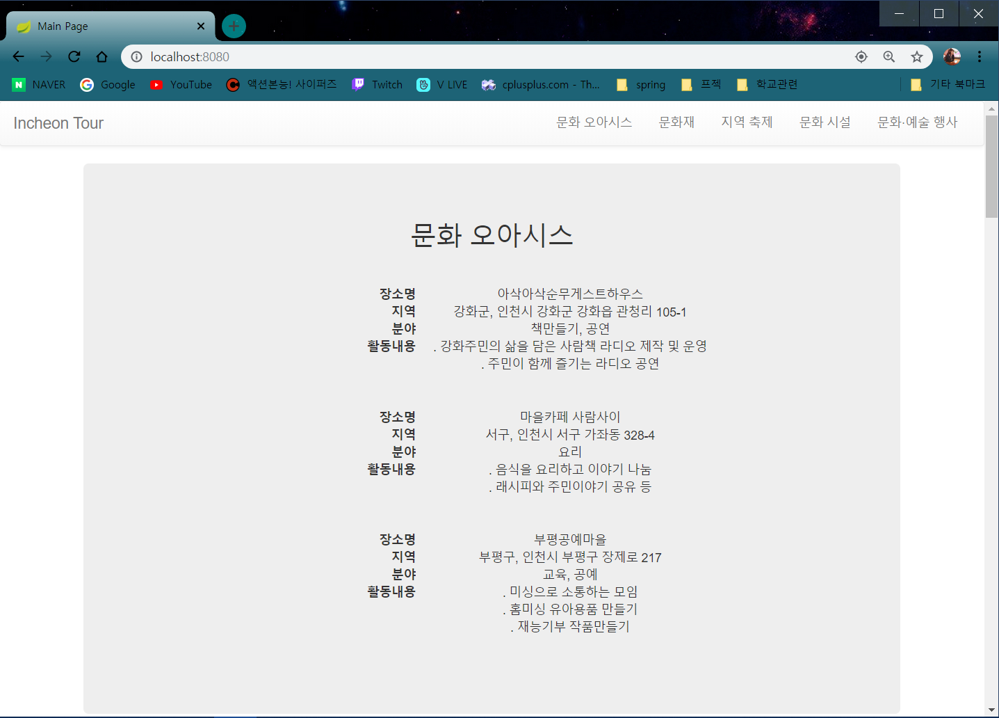 Main Page
localhost:8080
NAVER Google YouTube 액션본능! 사이퍼즈 Twitch V LIVE cplusplus.com - Th... spring 프젝 학교관련 기타 북마크
Incheon Tour 문화 오아시스 문화재 지역 축제 문화 시설 문화·예술 행사
문화 오아시스
장소명 아삭아삭순무게스트하우스
지역 강화군, 인천시 강화군 강화읍 관청리 105-1
분야 책만들기, 공연
활동내용 . 강화주민의 삶을 담은 사람책 라디오 제작 및 운영
. 주민이 함께 즐기는 라디오 공연
장소명 마을카페 사람사이
지역 서구, 인천시 서구 가좌동 328-4
분야 요리
활동내용 . 음식을 요리하고 이야기 나눔
. 래시피와 주민이야기 공유 등
장소명 부평공예마을
지역 부평구, 인천시 부평구 장제로 217
분야 교육, 공예
활동내용 . 미싱으로 소통하는 모임
. 홈미싱 유아용품 만들기
. 재능기부 작품만들기